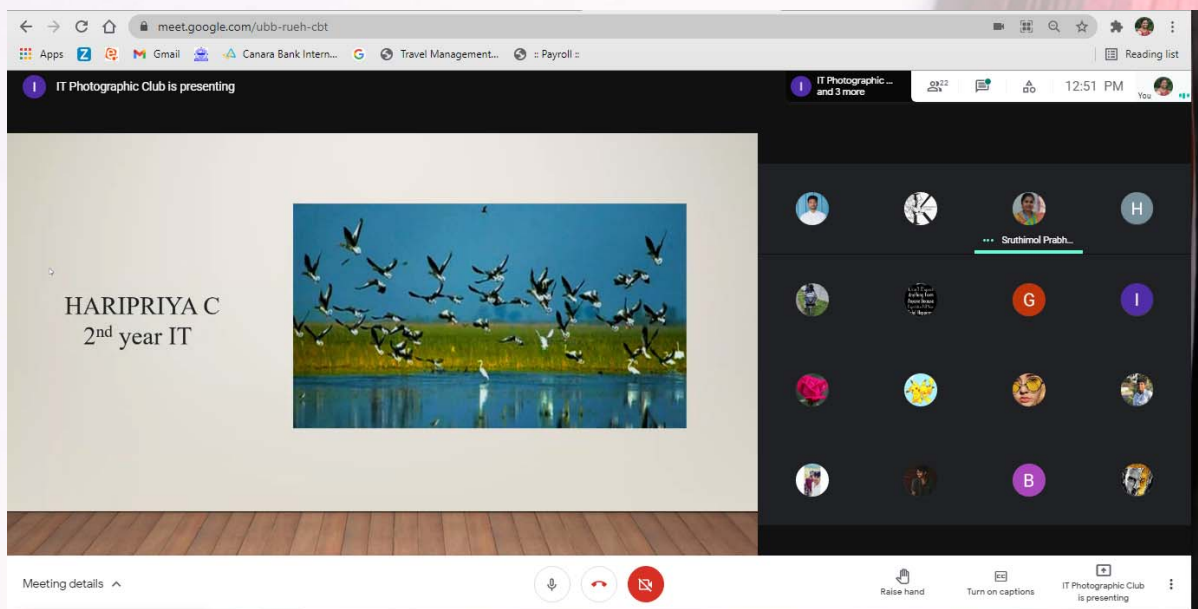 meet.google.com/ubb-rueh-cbt
Apps
Z
Gmail
Canara Bank Intern...
G
Travel Management...
:: Payroll ::
Reading list
I
IT Photographic Club is presenting
I
IT Photographic ...
and 3 more
22
12:51 PM
You
HARIPRIYA C
2nd year IT
H
Sruthimol Prabh...
G
I
B
Meeting details
Raise hand
CC
Turn on captions
IT Photographic Club
is presenting